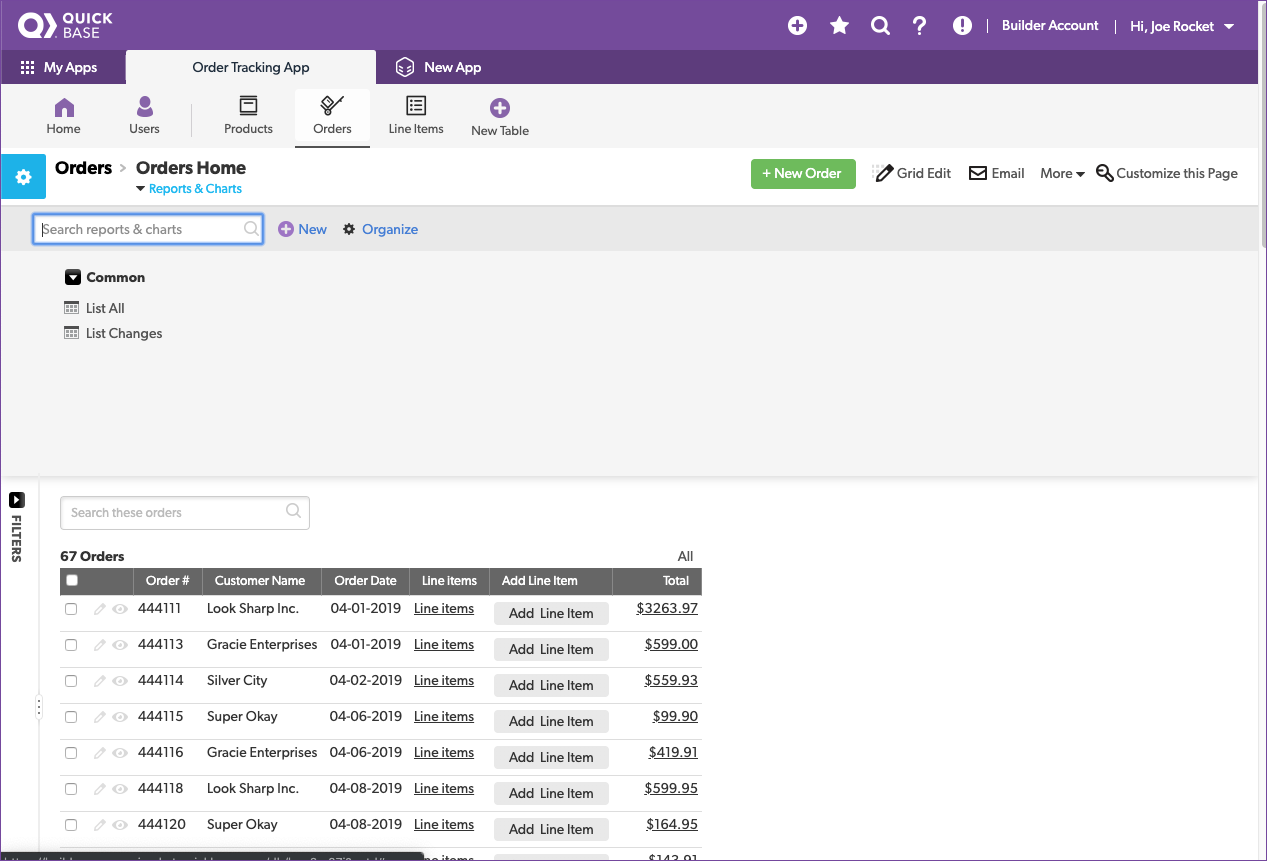 QUICK
BASE
Builder Account
Hi, Joe Rocket
My Apps
Order Tracking App
New App
Home
Users
Products
Orders
Line Items
New Table
Orders > Orders Home
Reports & Charts
+ New Order
Grid Edit
Email
More
Customize this Page
Search reports & charts
New
Organize
Common
List All
List Changes
FILTERS
Search these orders
67 Orders
All
Order # Customer Name Order Date Line items Add Line Item Total
444111 Look Sharp Inc. 04-01-2019 Line items Add Line Item $3263.97
444113 Gracie Enterprises 04-01-2019 Line items Add Line Item $599.00
444114 Silver City 04-02-2019 Line items Add Line Item $559.93
444115 Super Okay 04-06-2019 Line items Add Line Item $99.90
444116 Gracie Enterprises 04-06-2019 Line items Add Line Item $419.91
444118 Look Sharp Inc. 04-08-2019 Line items Add Line Item $599.95
444120 Super Okay 04-08-2019 Line items Add Line Item $164.95